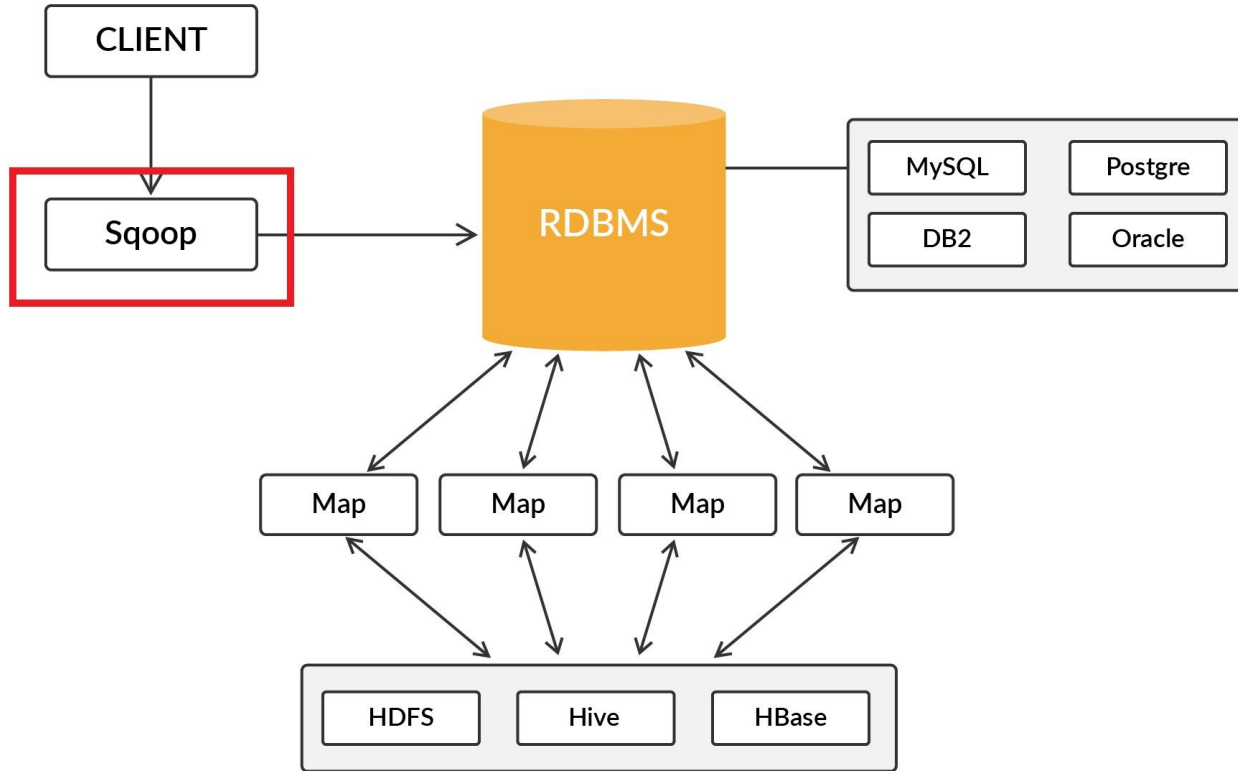 CLIENT
Sqoop
RDBMS
MySQL
Postgre
DB2
Oracle
Map
Map
Map
Map
HDFS
Hive
HBase